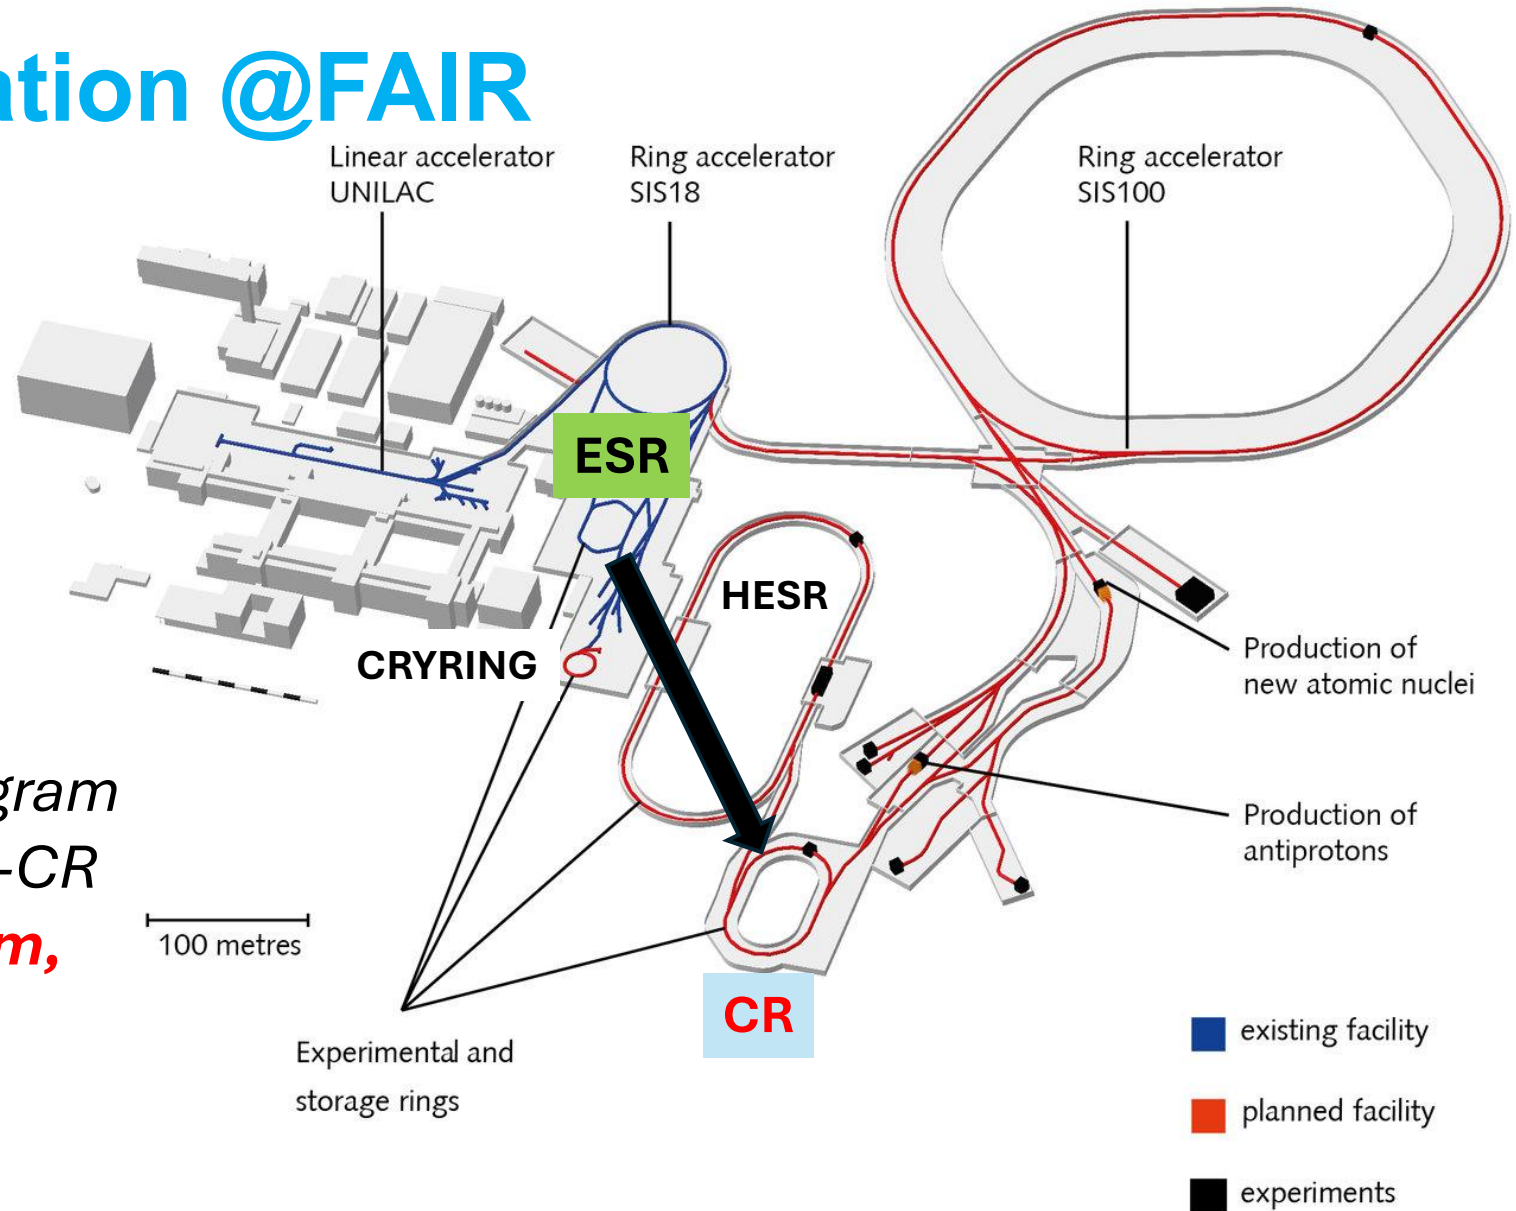 ation @FAIR
Linear accelerator
UNILAC
Ring accelerator
SIS18
Ring accelerator
SIS100
ESR
HESR
CRYRING
Production of
new atomic nuclei
gram
-CR
m,
Production of
antiprotons
100 metres
CR
Experimental and
storage rings
existing facility
planned facility
experiments